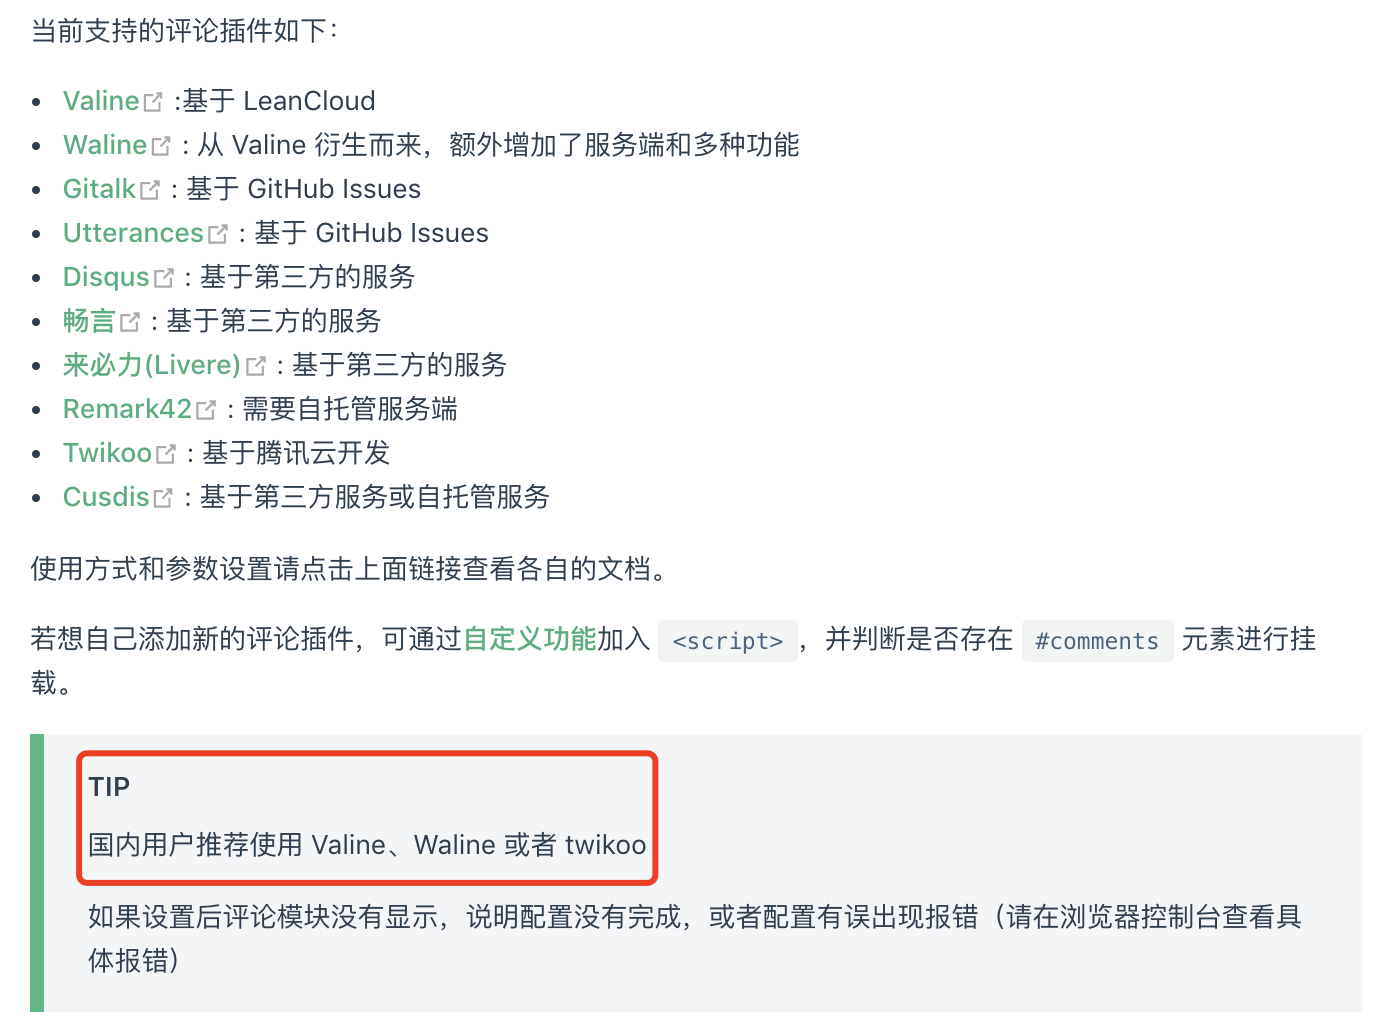 当前支持的评论插件如下：
• Valine :基于 LeanCloud
• Waline : 从 Valine 衍生而来，额外增加了服务端和多种功能
• Gitalk : 基于 GitHub Issues
• Utterances : 基于 GitHub Issues
• Disqus : 基于第三方的服务
• 畅言 : 基于第三方的服务
• 来必力(Livere) : 基于第三方的服务
• Remark42 : 需要自托管服务端
• Twikoo : 基于腾讯云开发
• Cusdis : 基于第三方服务或自托管服务
使用方式和参数设置请点击上面链接查看各自的文档。
若想自己添加新的评论插件，可通过自定义功能加入 <script> ，并判断是否存在 #comments 元素进行挂
载。
TIP
国内用户推荐使用 Valine、Waline 或者 twikoo
如果设置后评论模块没有显示，说明配置没有完成，或者配置有误出现报错（请在浏览器控制台查看具
体报错）